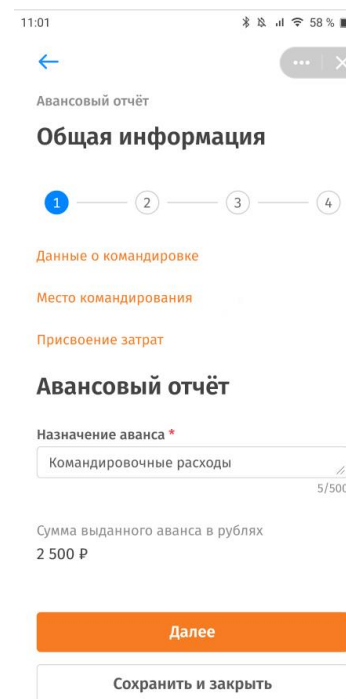 11:01 58 %
Авансовый отчёт
Общая информация
1 2 3 4
Данные о командировке
Место командирования
Присвоение затрат
Авансовый отчёт
Назначение аванса *
Командировочные расходы
5/500
Сумма выданного аванса в рублях
2 500 ₽
Далее
Сохранить и закрыть